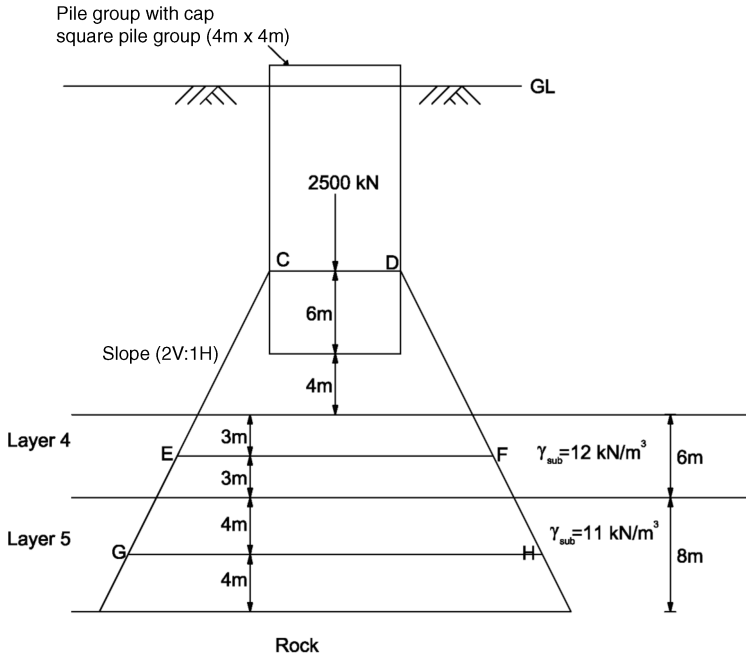 Pile group with cap
square pile group (4m x 4m)
GL
2500 kN
C
D
6m
Slope (2V:1H)
4m
Layer 4
3m
E
F
γsub=12 kN/m³
6m
3m
Layer 5
4m
γsub=11 kN/m³
G
H
8m
4m
Rock